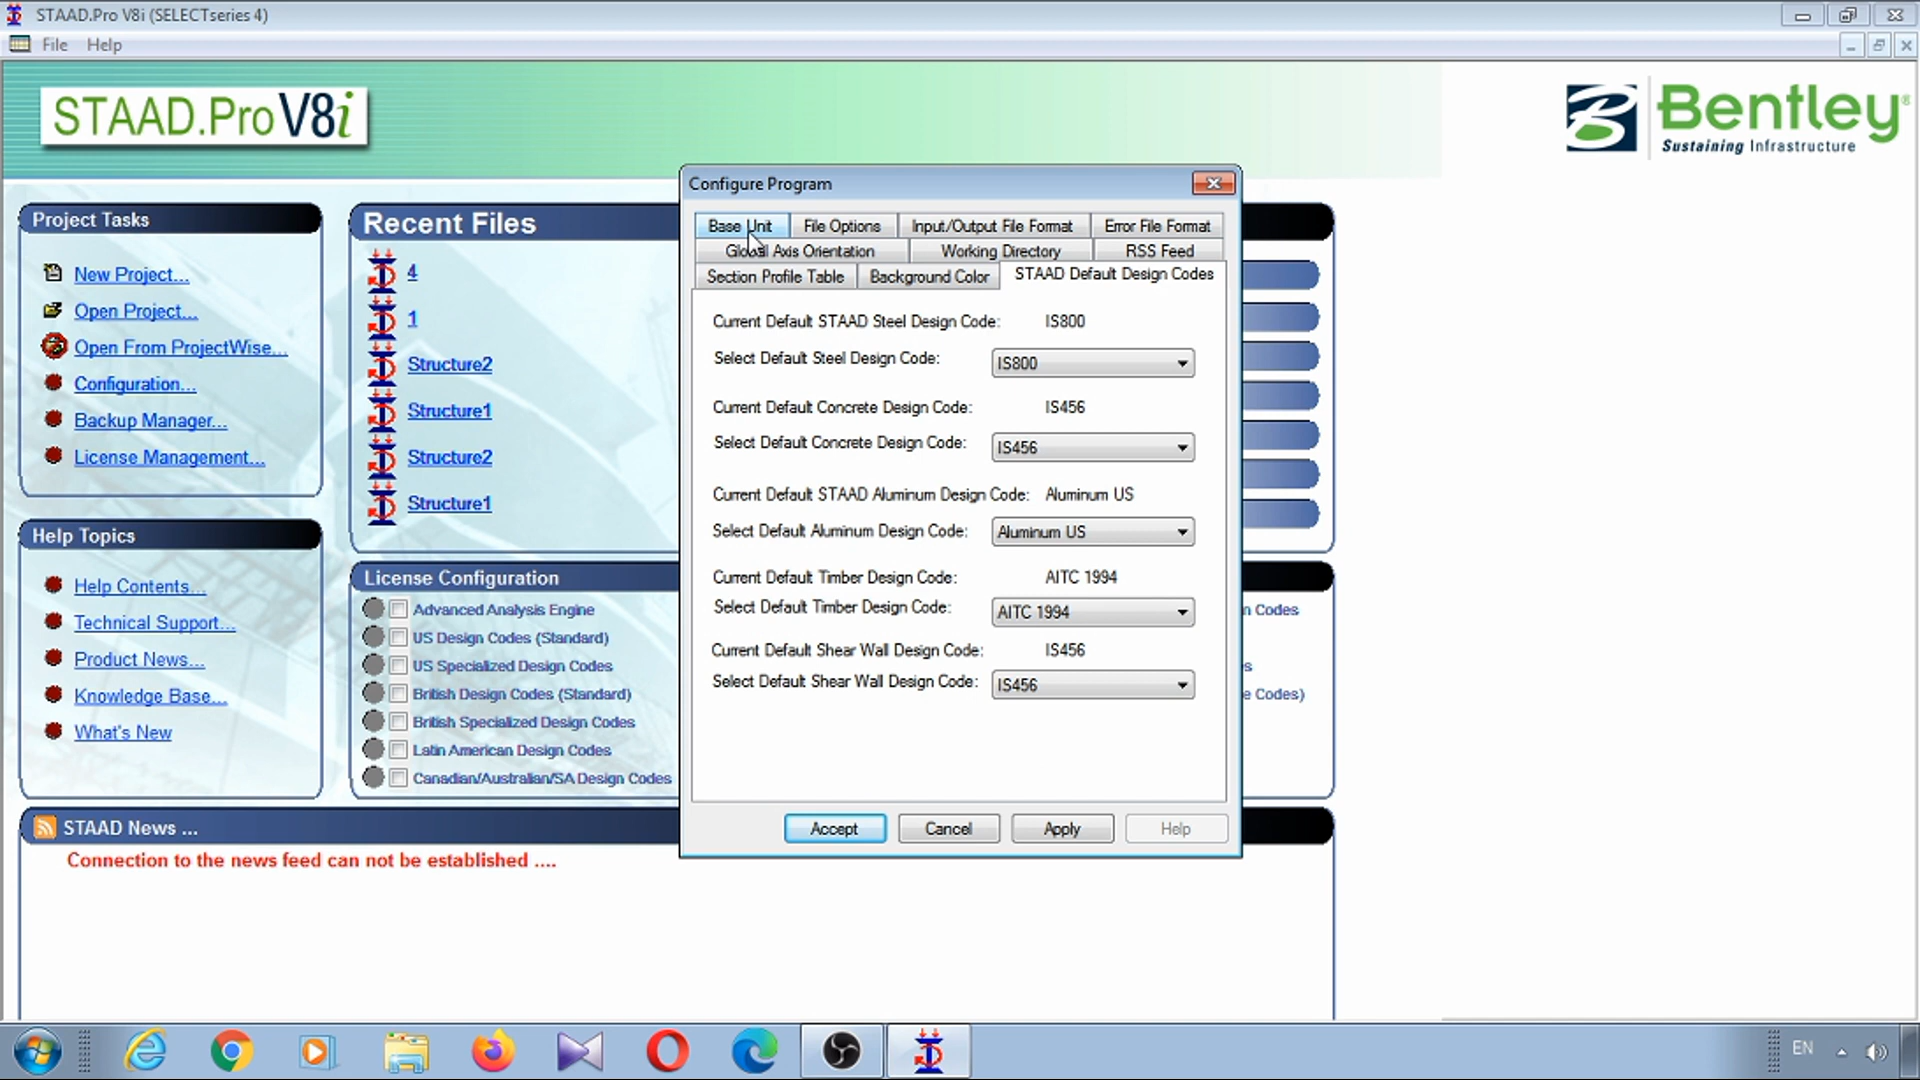 STAAD.Pro V8i (SELECTseries 4)
File Help
STAAD.Pro V8i
Bentley®
Sustaining Infrastructure
Project Tasks
New Project...
Open Project...
Open From ProjectWise...
Configuration...
Backup Manager...
License Management...
Recent Files
4
1
Structure2
Structure1
Structure2
Structure1
Help Topics
Help Contents...
Technical Support...
Product News...
Knowledge Base...
What's New
License Configuration
Advanced Analysis Engine
US Design Codes (Standard)
US Specialized Design Codes
British Design Codes (Standard)
British Specialized Design Codes
Latin American Design Codes
Canadian/Australian/SA Design Codes
n Codes
s
e Codes)
Configure Program
Base Unit File Options Input/Output File Format Error File Format
Global Axis Orientation Working Directory RSS Feed
Section Profile Table Background Color STAAD Default Design Codes
Current Default STAAD Steel Design Code: IS800
Select Default Steel Design Code: IS800
Current Default Concrete Design Code: IS456
Select Default Concrete Design Code: IS456
Current Default STAAD Aluminum Design Code: Aluminum US
Select Default Aluminum Design Code: Aluminum US
Current Default Timber Design Code: AITC 1994
Select Default Timber Design Code: AITC 1994
Current Default Shear Wall Design Code: IS456
Select Default Shear Wall Design Code: IS456
Accept Cancel Apply Help
STAAD News ...
Connection to the news feed can not be established ....
EN